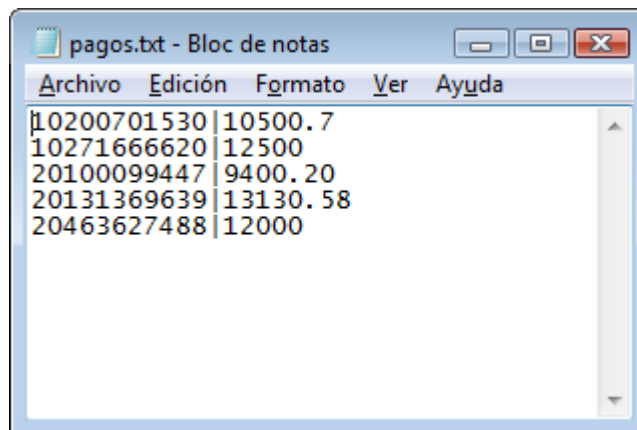 pagos.txt - Bloc de notas
Archivo Edición Formato Ver Ayuda
10200701530|10500.7
10271666620|12500
20100099447|9400.20
20131369639|13130.58
20463627488|12000